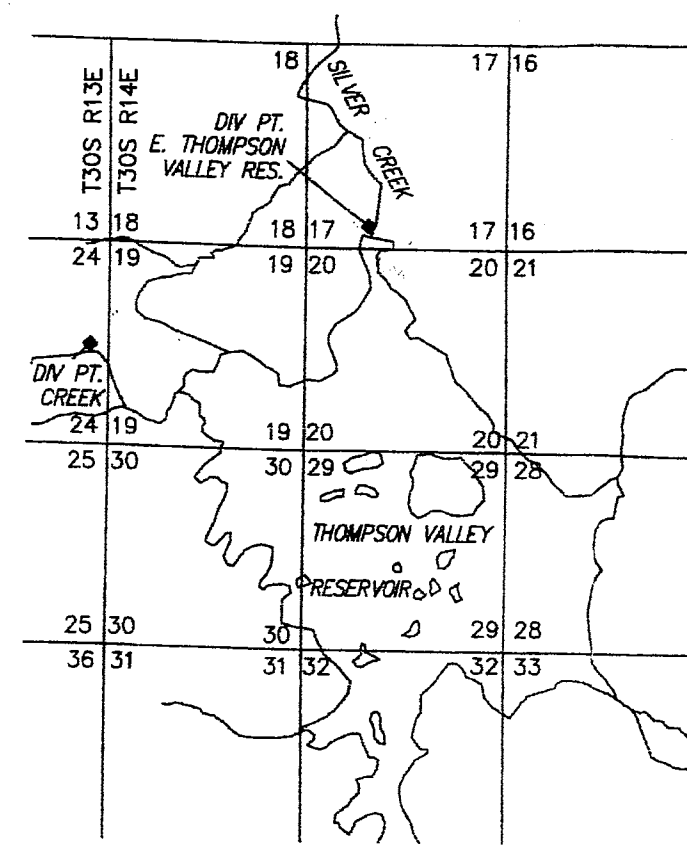 18
17 16
SILVER
CREEK
T30S R13E
T30S R14E
DIV PT.
E. THOMPSON
VALLEY RES.
13 18
18 17
17 16
24 19
19 20
20 21
DIV PT.
CREEK
24 19
19 20
20 21
25 30
30 29
29 28
THOMPSON VALLEY
RESERVOIR
25 30
30
29 28
36 31
31 32
32 33